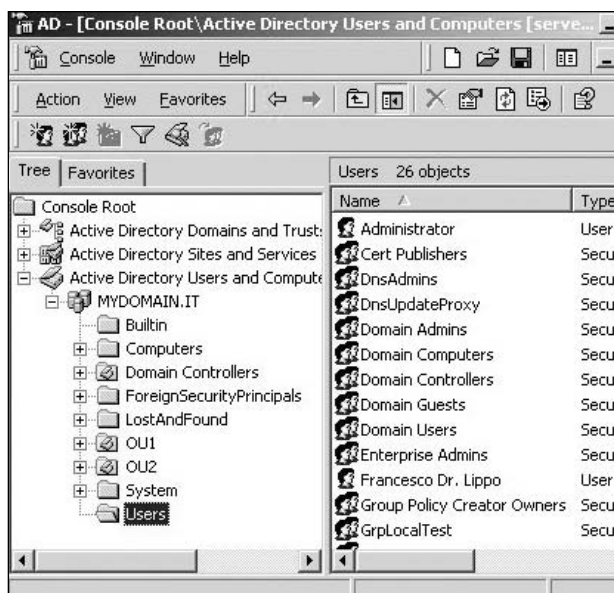 AD - [Console Root\Active Directory Users and Computers [serve...
Console Window Help
Action View Favorites
Tree Favorites
Users 26 objects
Console Root
Active Directory Domains and Trust
Active Directory Sites and Services
Active Directory Users and Compute
MYDOMAIN.IT
Builtin
Computers
Domain Controllers
ForeignSecurityPrincipals
LostAndFound
OU1
OU2
System
Users
Name Type
Administrator User
Cert Publishers Secu
DnsAdmins Secu
DnsUpdateProxy Secu
Domain Admins Secu
Domain Computers Secu
Domain Controllers Secu
Domain Guests Secu
Domain Users Secu
Enterprise Admins Secu
Francesco Dr. Lippo User
Group Policy Creator Owners Secu
GrpLocalTest Secu